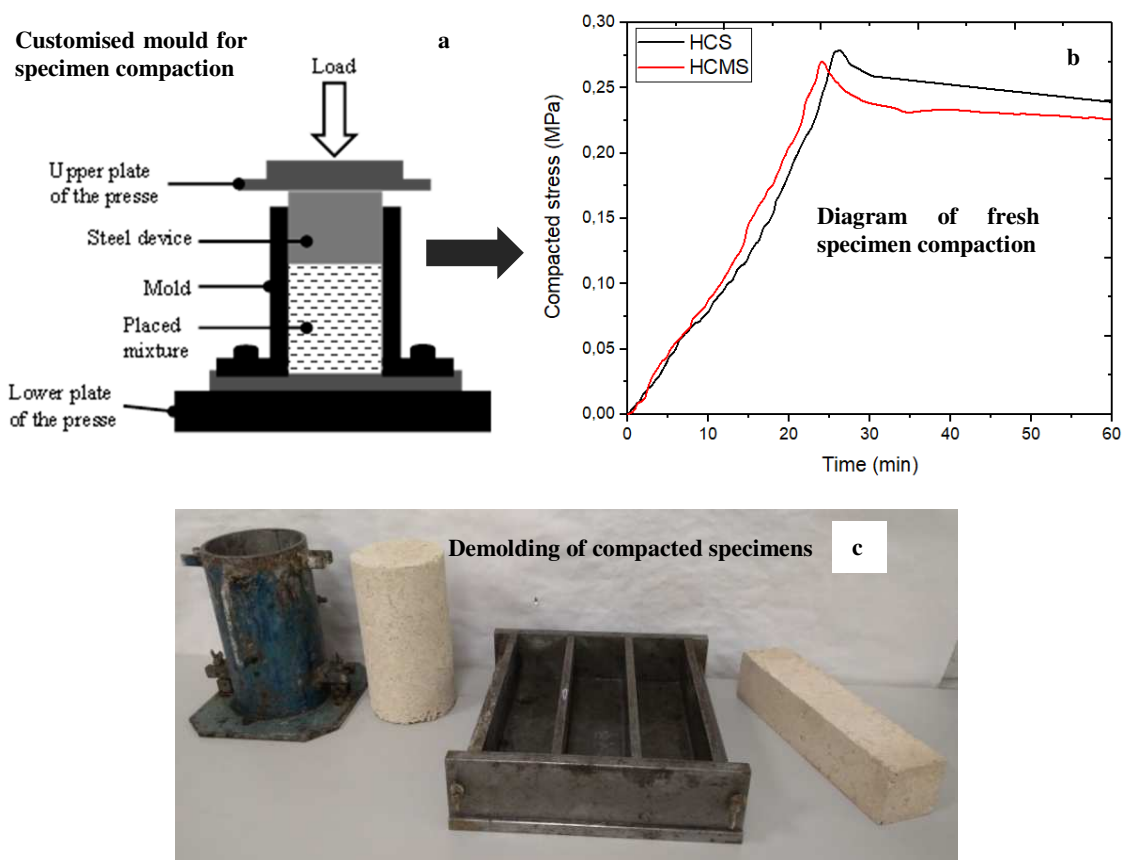 Customised mould for
specimen compaction
a
Load
Upper plate
of the presse
Steel device
Mold
Placed
mixture
Lower plate
of the presse
0,30
0,25
0,20
0,15
0,10
0,05
0,00
Compacted stress (MPa)
HCS
HCMS
b
Diagram of fresh
specimen compaction
0 10 20 30 40 50 60
Time (min)
Demolding of compacted specimens
c